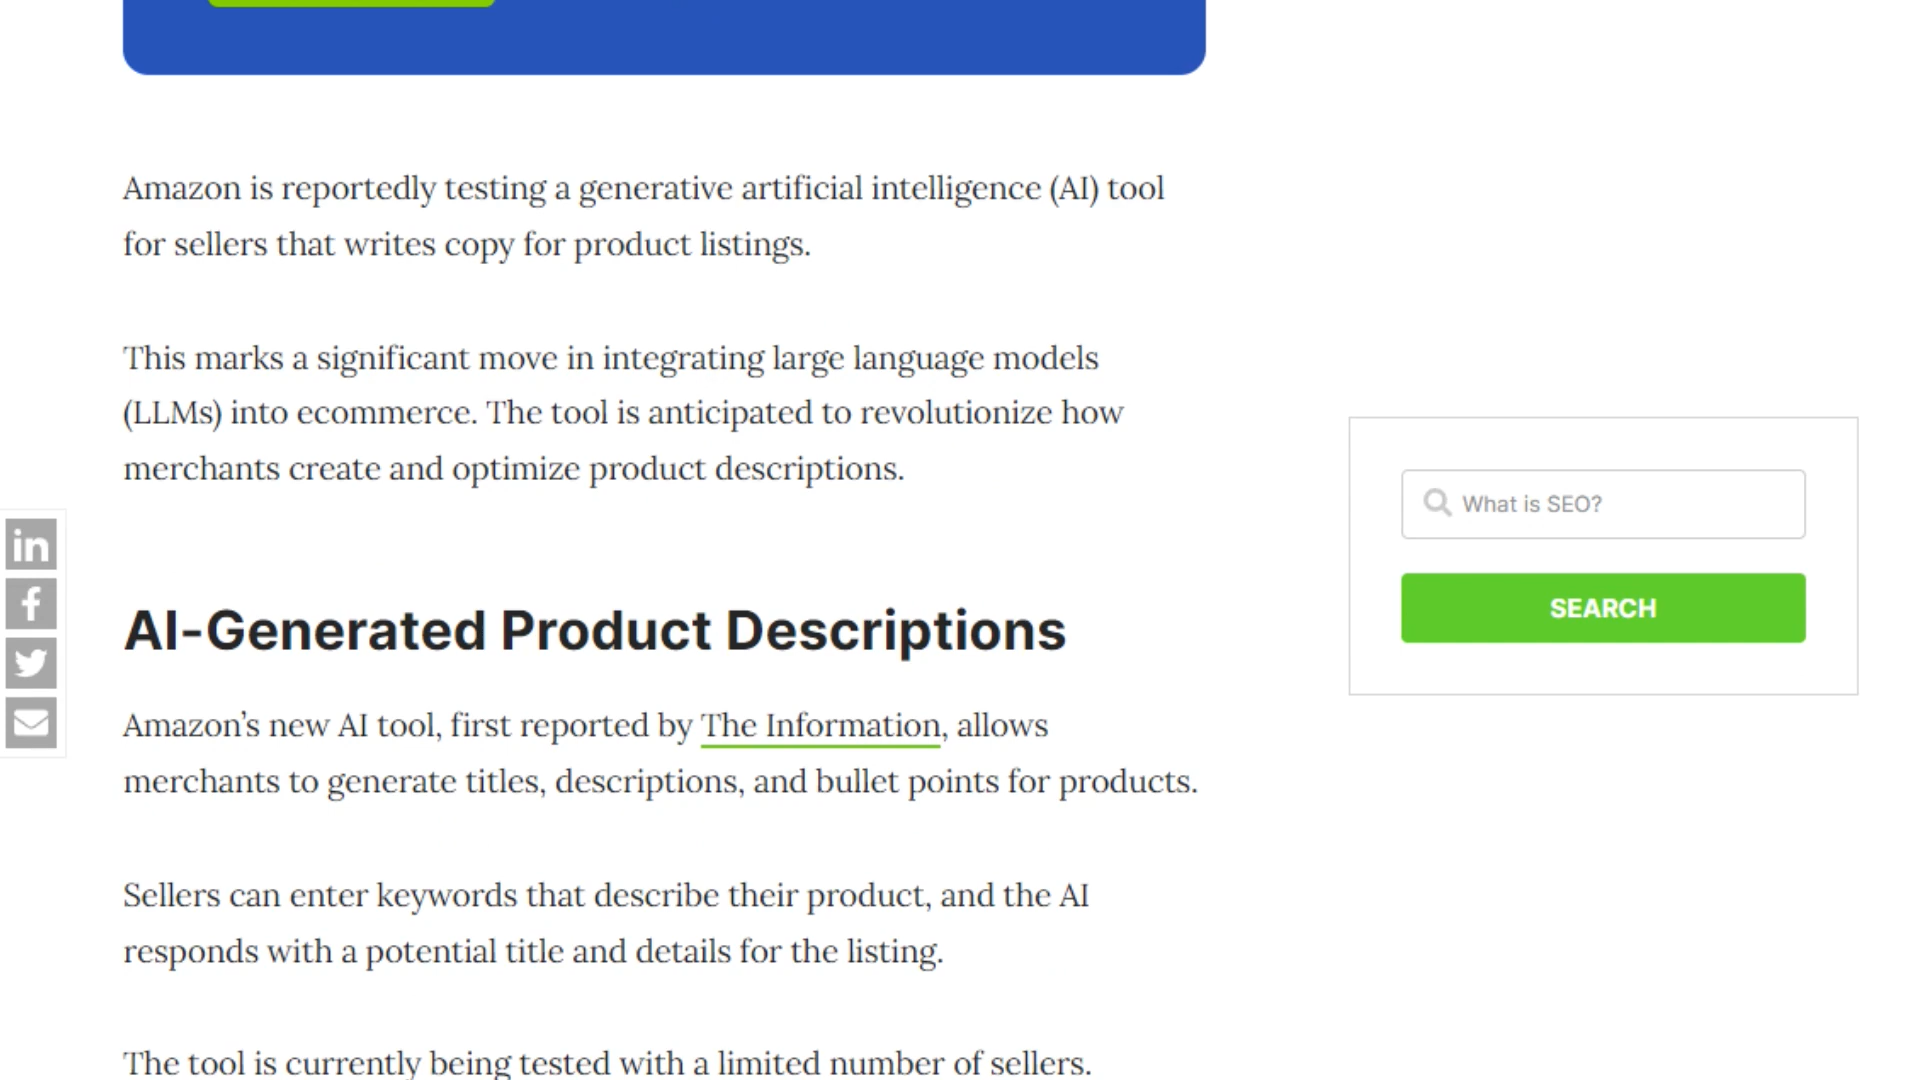 Amazon is reportedly testing a generative artificial intelligence (AI) tool
for sellers that writes copy for product listings.
This marks a significant move in integrating large language models
(LLMs) into ecommerce. The tool is anticipated to revolutionize how
merchants create and optimize product descriptions.
AI-Generated Product Descriptions
Amazon’s new AI tool, first reported by The Information, allows
merchants to generate titles, descriptions, and bullet points for products.
Sellers can enter keywords that describe their product, and the AI
responds with a potential title and details for the listing.
The tool is currently being tested with a limited number of sellers.
What is SEO?
SEARCH
in
f